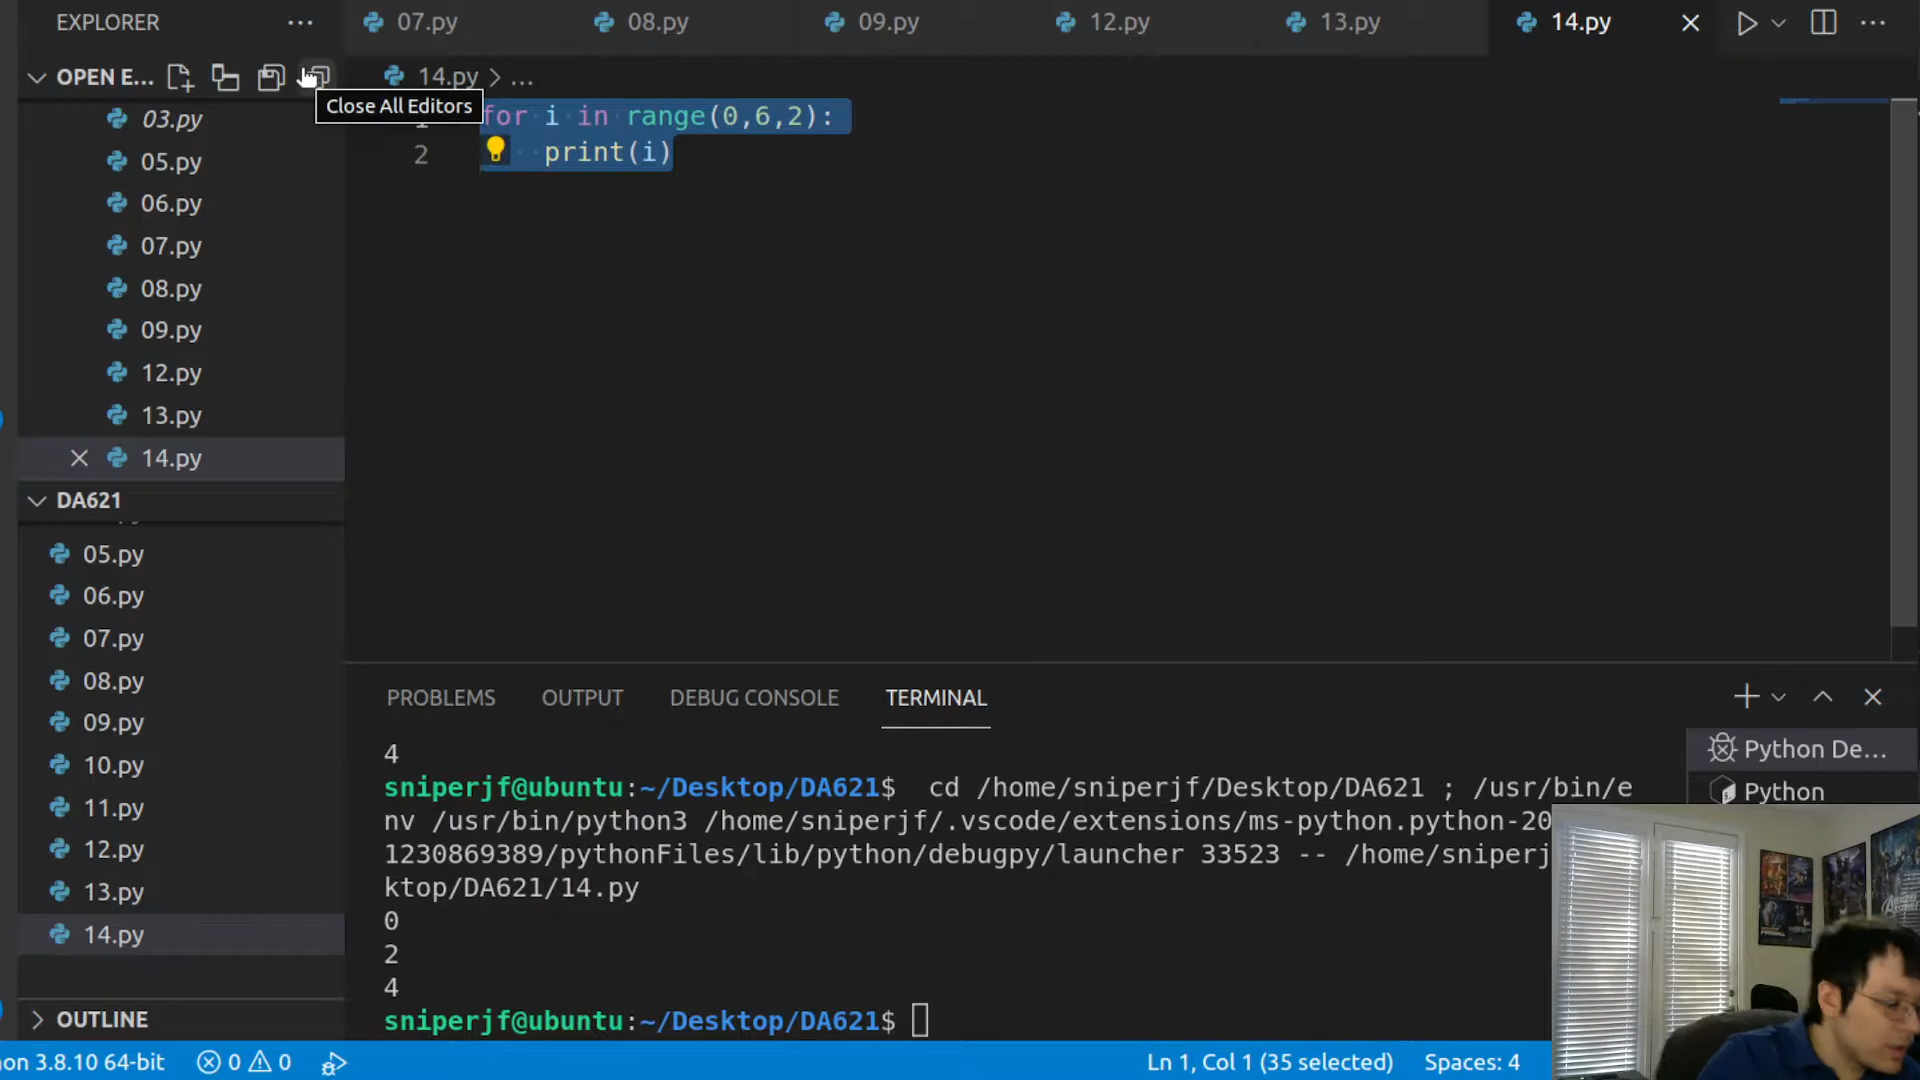 EXPLORER
07.py
08.py
09.py
12.py
13.py
14.py
OPEN E...
14.py > ...
Close All Editors
03.py
05.py
06.py
07.py
08.py
09.py
12.py
13.py
14.py
1 for i in range(0,6,2):
2 print(i)
DA621
05.py
06.py
07.py
08.py
09.py
10.py
11.py
12.py
13.py
14.py
OUTLINE
PROBLEMS
OUTPUT
DEBUG CONSOLE
TERMINAL
4
sniperjf@ubuntu:~/Desktop/DA621$ cd /home/sniperjf/Desktop/DA621 ; /usr/bin/e
nv /usr/bin/python3 /home/sniperjf/.vscode/extensions/ms-python.python-20
1230869389/pythonFiles/lib/python/debugpy/launcher 33523 -- /home/sniperj
ktop/DA621/14.py
0
2
4
sniperjf@ubuntu:~/Desktop/DA621$
Python De...
Python
on 3.8.10 64-bit
0
0
Ln 1, Col 1 (35 selected)
Spaces: 4